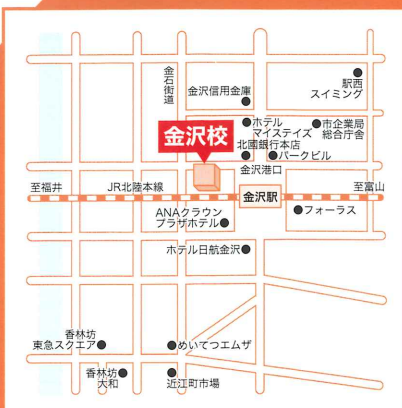 金石街道
金沢信用金庫
駅西
スイミング
ホテル
マイステイズ
市企業局
総合庁舎
北國銀行本店
パークビル
金沢校
金沢港口
至福井
JR北陸本線
金沢駅
至富山
ANAクラウン
プラザホテル
フォーラス
ホテル日航金沢
香林坊
東急スクエア
めいてつエムザ
香林坊
大和
近江町市場